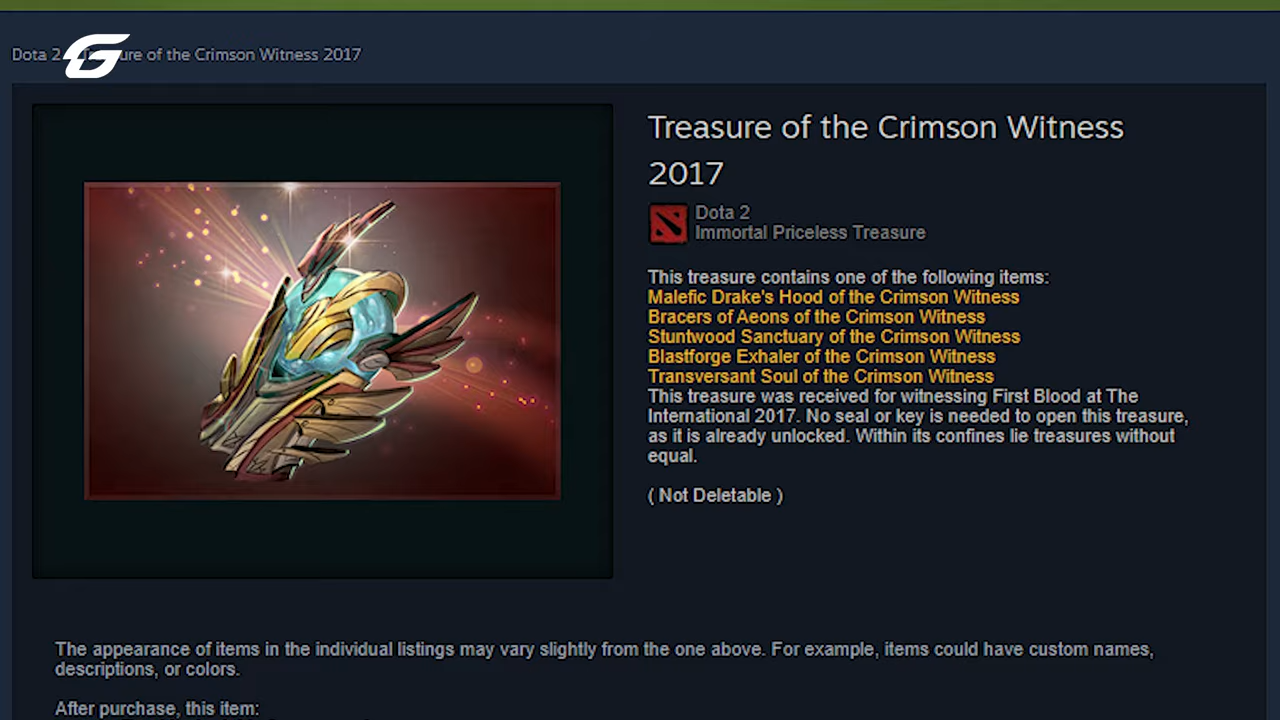 Dota 2 ure of the Crimson Witness 2017
Treasure of the Crimson Witness
2017
Dota 2
Immortal Priceless Treasure
This treasure contains one of the following items:
Malefic Drake's Hood of the Crimson Witness
Bracers of Aeons of the Crimson Witness
Stuntwood Sanctuary of the Crimson Witness
Blastforge Exhaler of the Crimson Witness
Transversant Soul of the Crimson Witness
This treasure was received for witnessing First Blood at The
International 2017. No seal or key is needed to open this treasure,
as it is already unlocked. Within its confines lie treasures without
equal.
( Not Deletable )
The appearance of items in the individual listings may vary slightly from the one above. For example, items could have custom names,
descriptions, or colors.
After purchase, this item: